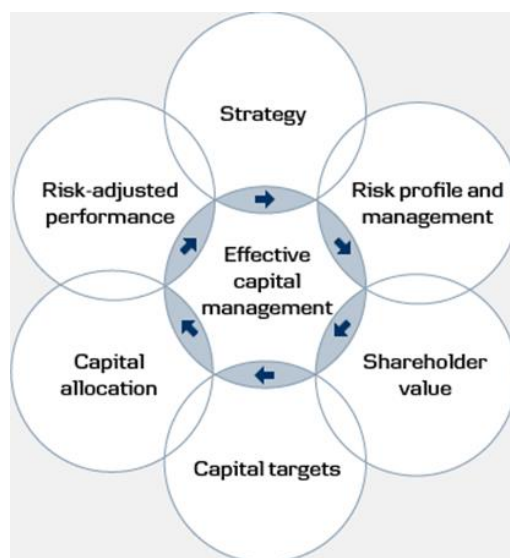 Strategy
Risk-adjusted
performance
Risk profile and
management
Effective
capital
management
Capital
allocation
Shareholder
value
Capital targets